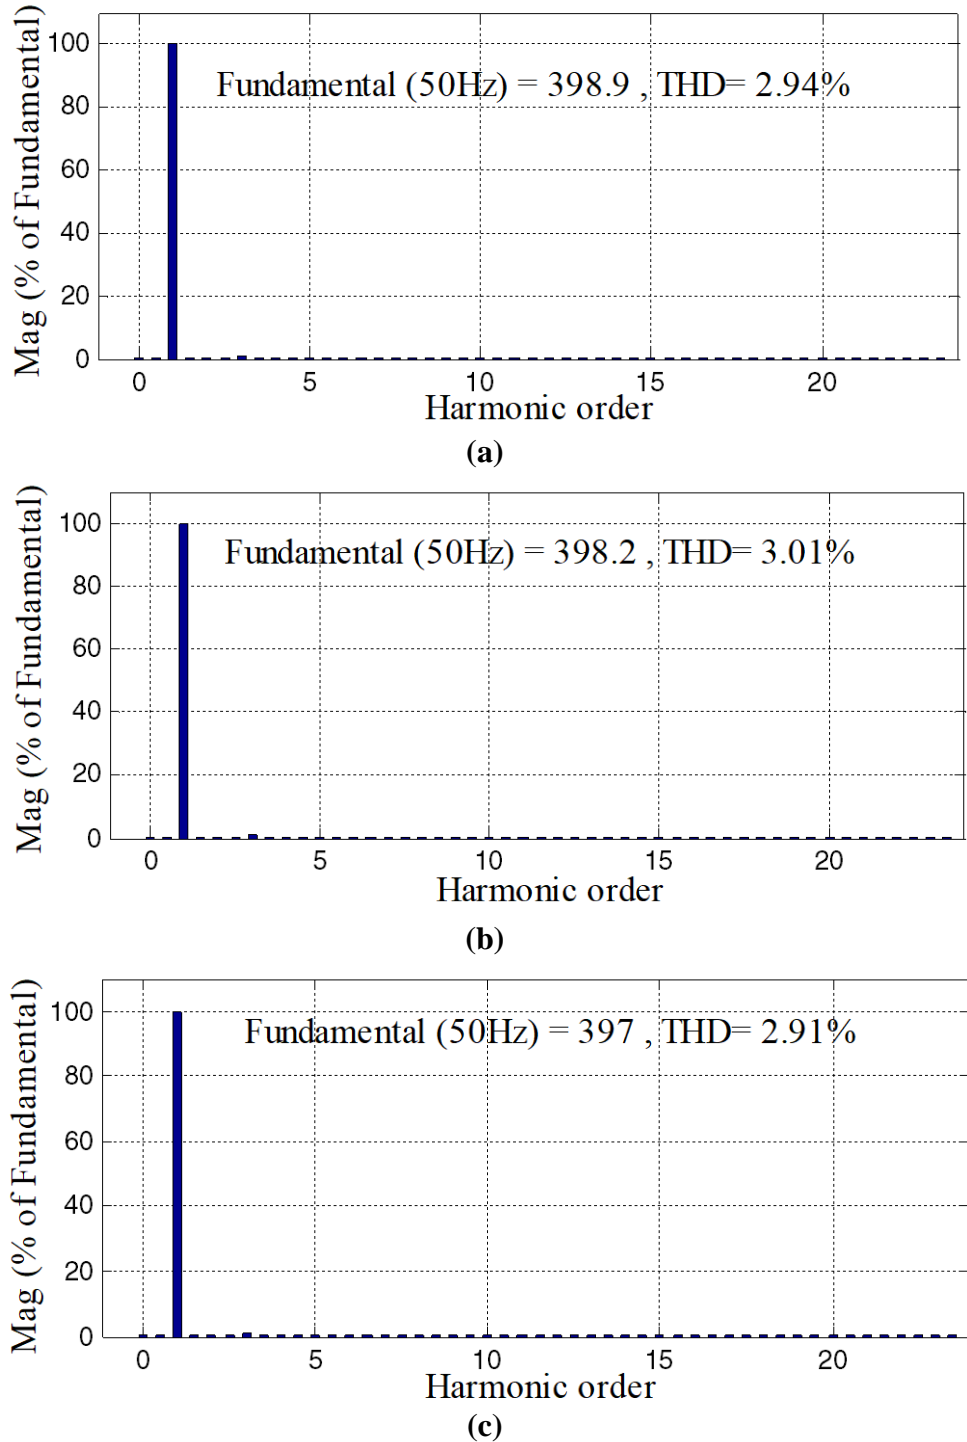 Fundamental (50Hz) = 398.9 , THD= 2.94%
Mag (% of Fundamental)
100
80
60
40
20
0
0 5 10 15 20
Harmonic order
(a)
Fundamental (50Hz) = 398.2 , THD= 3.01%
Mag (% of Fundamental)
100
80
60
40
20
0
0 5 10 15 20
Harmonic order
(b)
Fundamental (50Hz) = 397 , THD= 2.91%
Mag (% of Fundamental)
100
80
60
40
20
0
0 5 10 15 20
Harmonic order
(c)